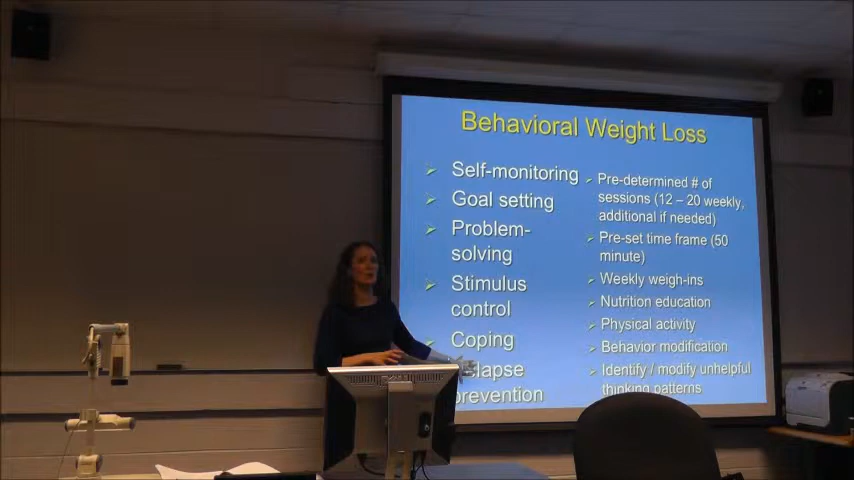 Behavioral Weight Loss
Self-monitoring
Goal setting
Problem-
solving
Stimulus
control
Coping
prevention
Pre-determined # of
sessions (12 – 20 weekly,
additional if needed)
Pre-set time frame (50
minute)
Weekly weigh-ins
Nutrition education
Physical activity
Behavior modification
Identify / modify unhelpful
thinking patterns